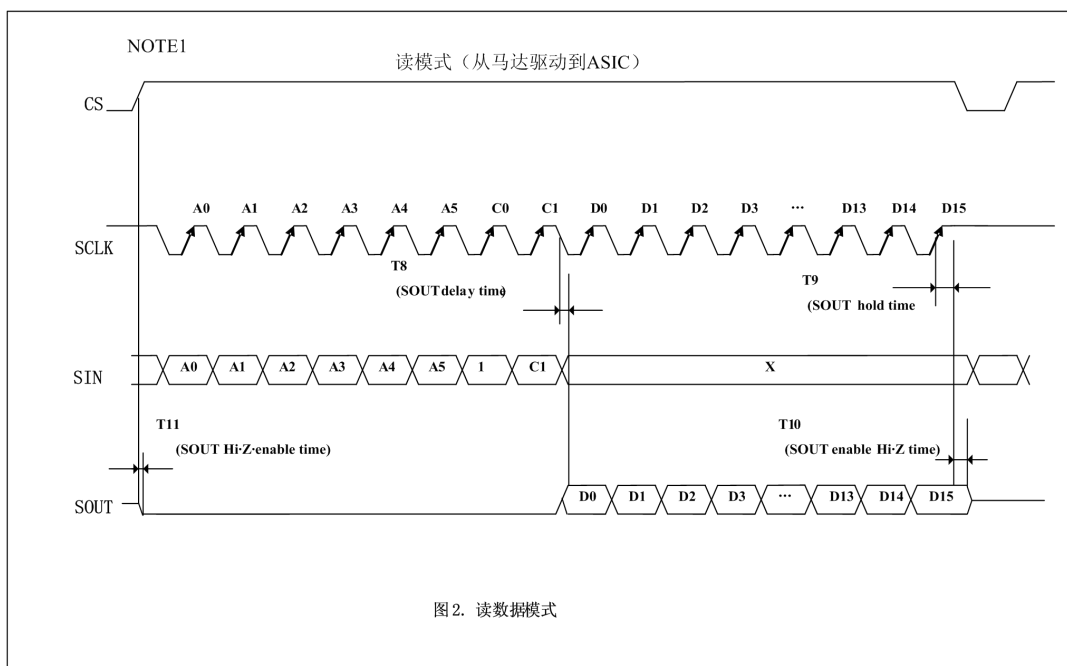 NOTE1
读模式（从马达驱动到ASIC）
CS
A0 A1 A2 A3 A4 A5 C0 C1 D0 D1 D2 D3 ... D13 D14 D15
SCLK
T8
(SOUT delay time)
T9
(SOUT hold time
SIN
A0 A1 A2 A3 A4 A5 1 C1 X
T11
(SOUT Hi-Z-enable time)
T10
(SOUT enable Hi-Z time)
SOUT
D0 D1 D2 D3 ... D13 D14 D15
图2. 读数据模式